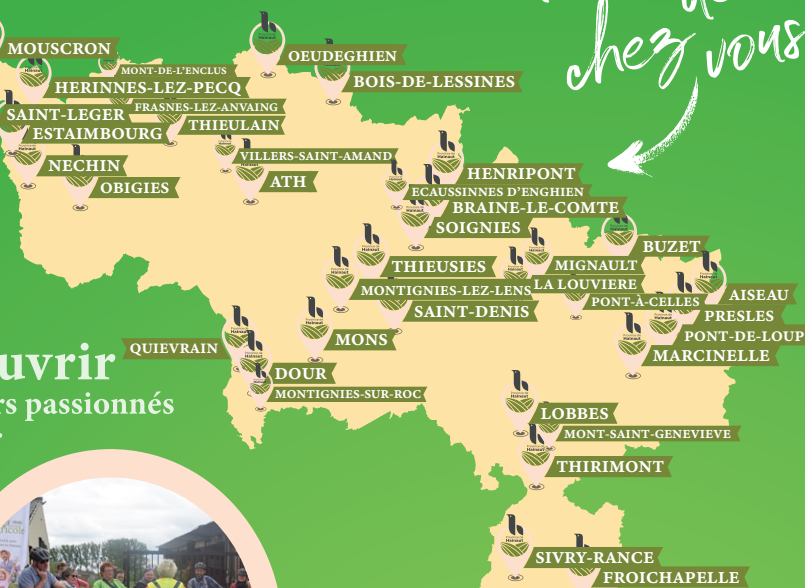 chez vous
MOUSCRON
OEUDEGHIEN
MONT-DE-L'ENCLUS
BOIS-DE-LESSINES
HERINNES-LEZ-PECQ
FRASNES-LEZ-ANVAING
SAINT-LEGER
THIEULAIN
ESTAIMBOURG
VILLERS-SAINT-AMAND
NECHIN
HENRIPONT
ATH
OBIGIES
ECAUSSINNES D'ENGHIEN
BRAINE-LE-COMTE
SOIGNIES
BUZET
THIEUSIES
MIGNAULT
MONTIGNIES-LEZ-LENS
LA LOUVIERE
AISEAU
PONT-À-CELLES
SAINT-DENIS
PRESLES
PONT-DE-LOUP
MONS
QUIEVRAIN
MARCINELLE
DOUR
MONTIGNIES-SUR-ROC
uvrir
rs passionnés
LOBBES
MONT-SAINT-GENEVIEVE
THIRIMONT
SIVRY-RANCE
FROICHAPELLE